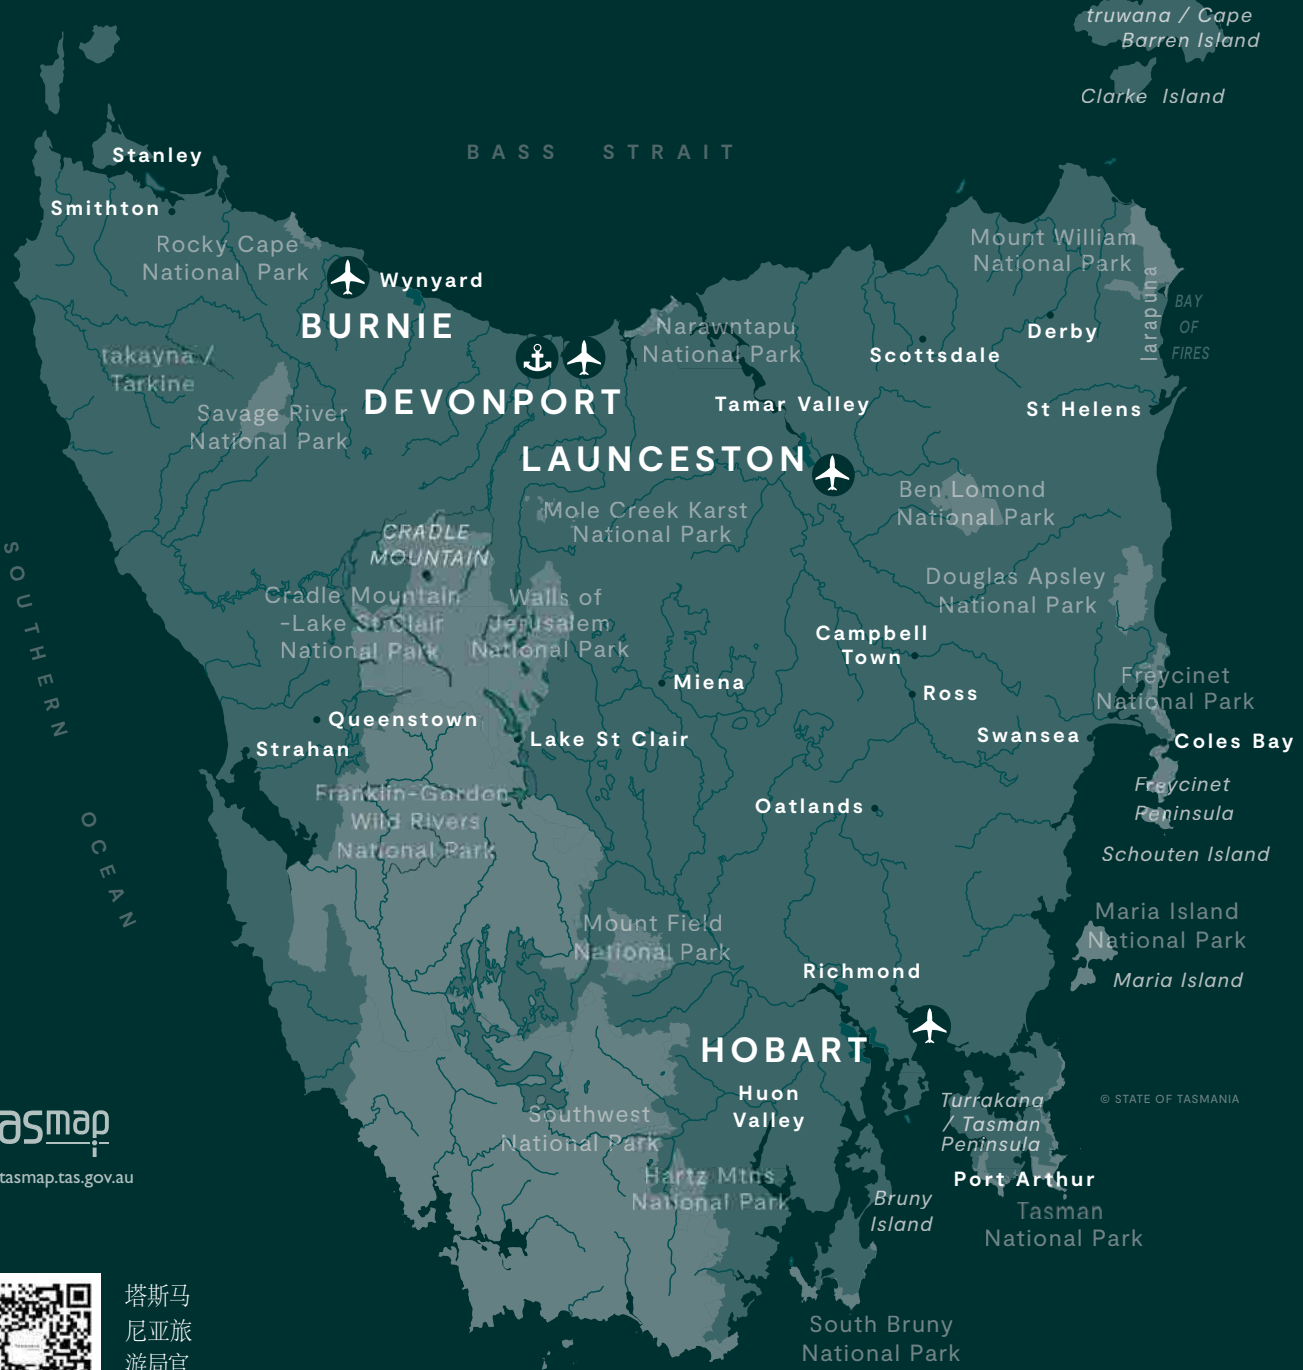 truwana / Cape
Barren Island
Clarke Island
BASS STRAIT
Stanley
Smithton
Rocky Cape
National Park
Wynyard
BURNIE
Mount William
National Park
larapuna
BAY
OF
FIRES
Derby
Scottsdale
Narawntapu
National Park
takayna /
Tarkine
DEVONPORT
Savage River
National Park
Tamar Valley
St Helens
LAUNCESTON
Ben Lomond
National Park
Mole Creek Karst
National Park
CRADLE
MOUNTAIN
Cradle Mountain
-Lake St Clair
National Park
Walls of
Jerusalem
National Park
Douglas Apsley
National Park
Campbell
Town
Miena
Ross
Freycinet
National Park
Queenstown
Strahan
Lake St Clair
Swansea
Coles Bay
Freycinet
Peninsula
Schouten Island
SOUTHERN OCEAN
Franklin-Gordon
Wild Rivers
National Park
Oatlands
Maria Island
National Park
Maria Island
Mount Field
National Park
Richmond
HOBART
Huon
Valley
Turrakana
/ Tasman
Peninsula
© STATE OF TASMANIA
Port Arthur
Tasman
National Park
Southwest
National Park
Hartz Mtns
National Park
Bruny
Island
South Bruny
National Park
asmap
tasmap.tas.gov.au
塔斯马
尼亚旅
游局官